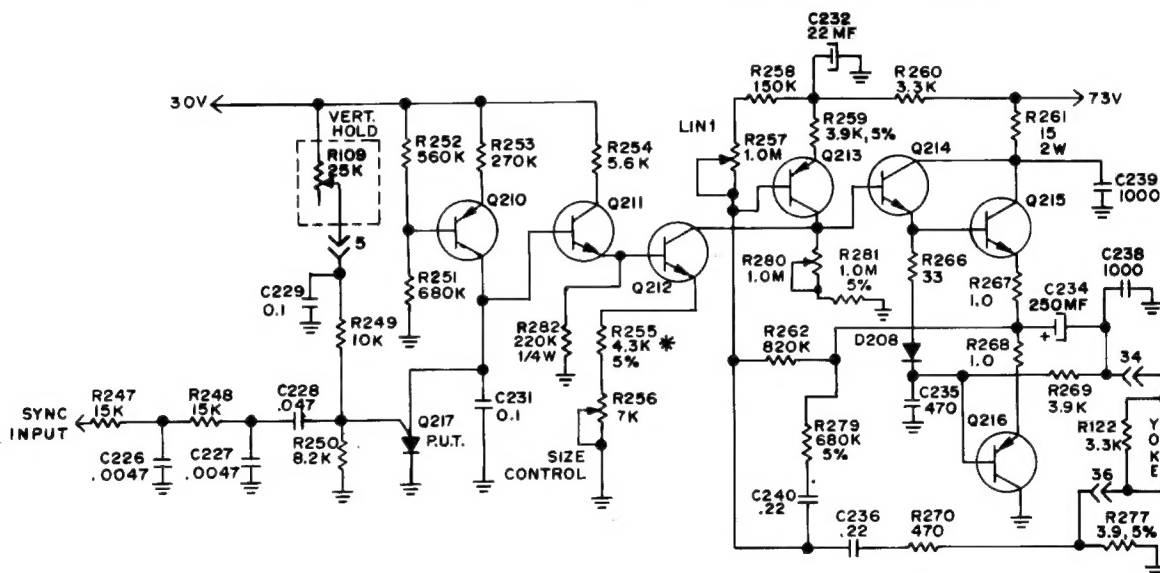 C232
22 MF
30V
VERT.
HOLD
R109
25K
5
R252
560K
R253
270K
R254
5.6K
LIN1
R258
150K
R260
3.3K
73V
R257
1.0M
R259
3.9K, 5%
Q213
Q214
R261
15
2W
C239
1000
Q210
Q211
Q212
Q215
C229
0.1
R251
680K
R249
10K
R280
1.0M
R281
1.0M
5%
R266
33
R267
1.0
C238
1000
C234
250MF
+
R282
220K
1/4W
R255
4.3K *
5%
R262
820K
D208
R268
1.0
34
R247
15K
R248
15K
C228
.047
SYNC
INPUT
C226
.0047
C227
.0047
R250
8.2K
Q217
P.U.T.
C231
0.1
R256
7K
SIZE
CONTROL
R279
680K
5%
C235
470
Q216
R269
3.9K
R122
3.3K
YOKE
36
C240
.22
C236
.22
R270
470
R277
3.9, 5%